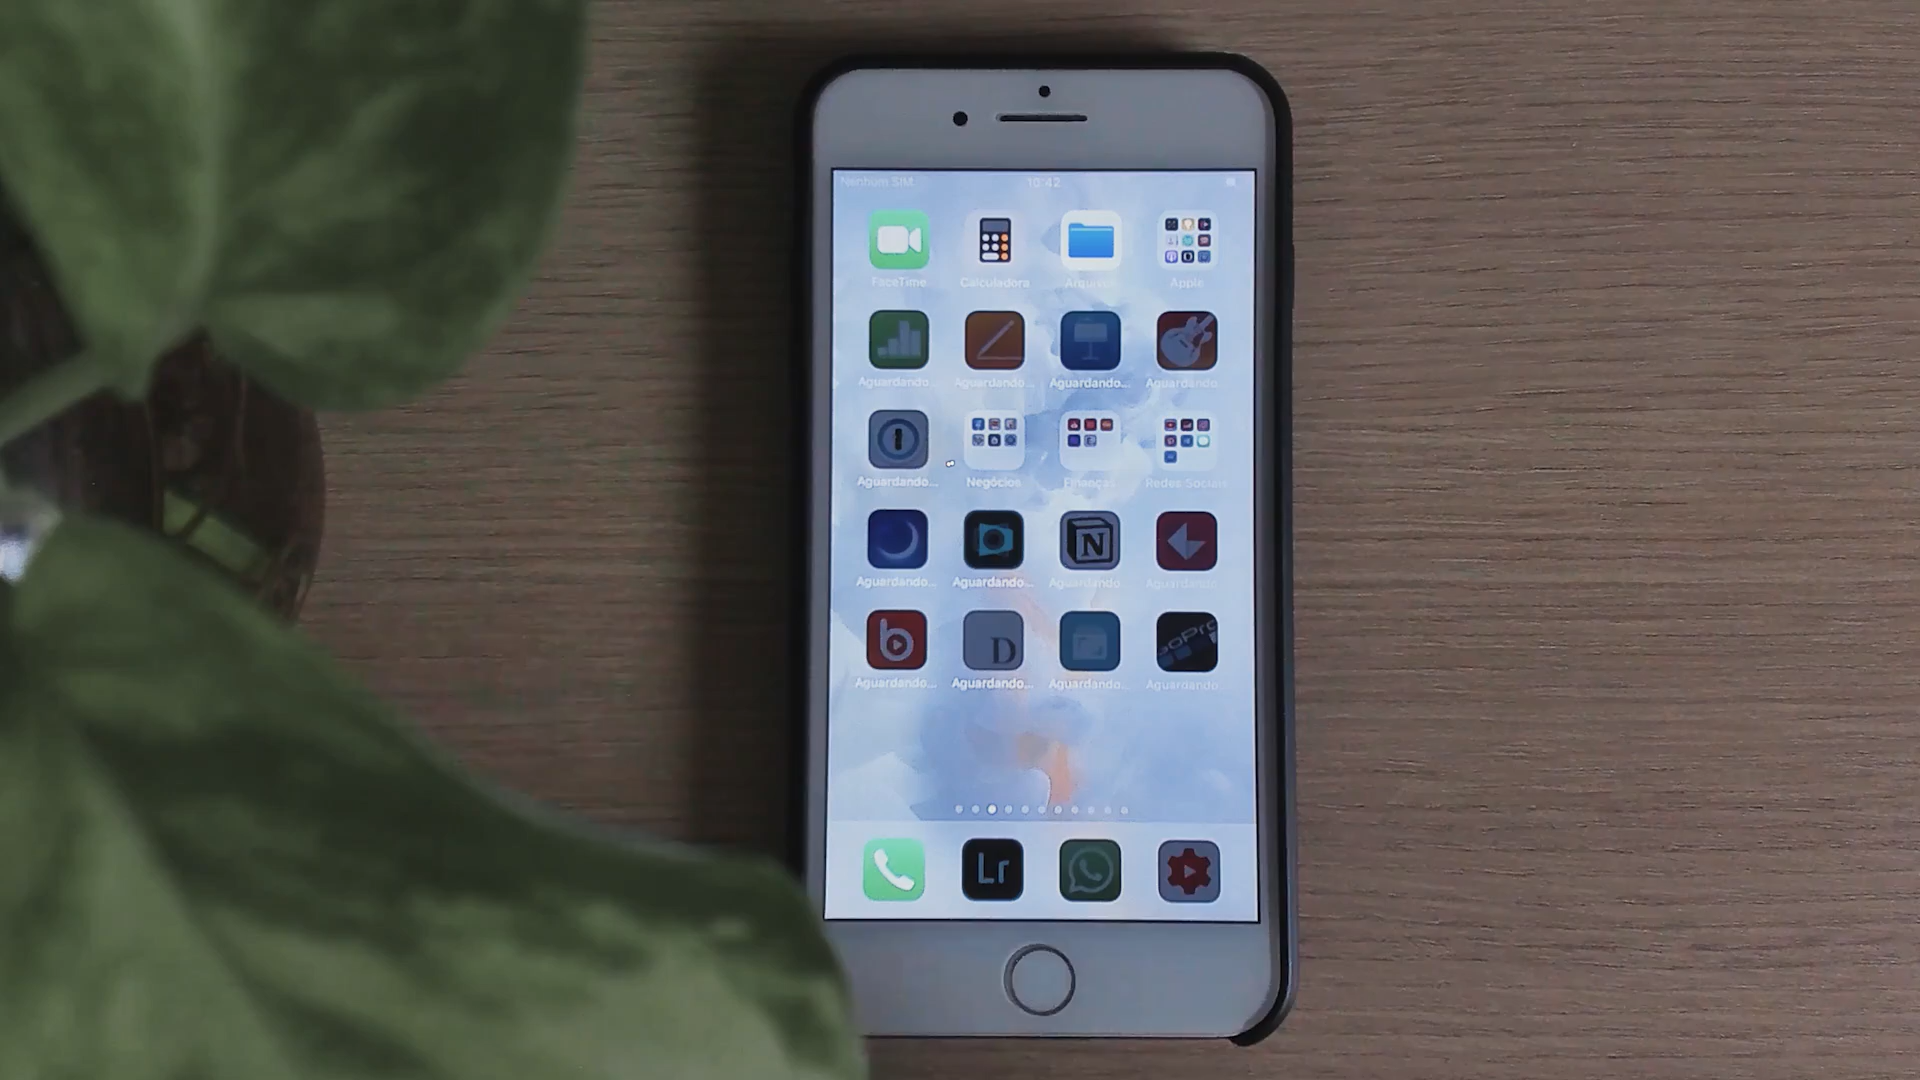 Nenhum SIM 10:42
FaceTime Calculadora Arquivos Apple
Aguardando... Aguardando... Aguardando... Aguardando...
Aguardando... Negócios Finanças Redes Sociais
N
Aguardando... Aguardando... Aguardando... Aguardando...
b D GoPro
Aguardando... Aguardando... Aguardando... Aguardando...
Lr